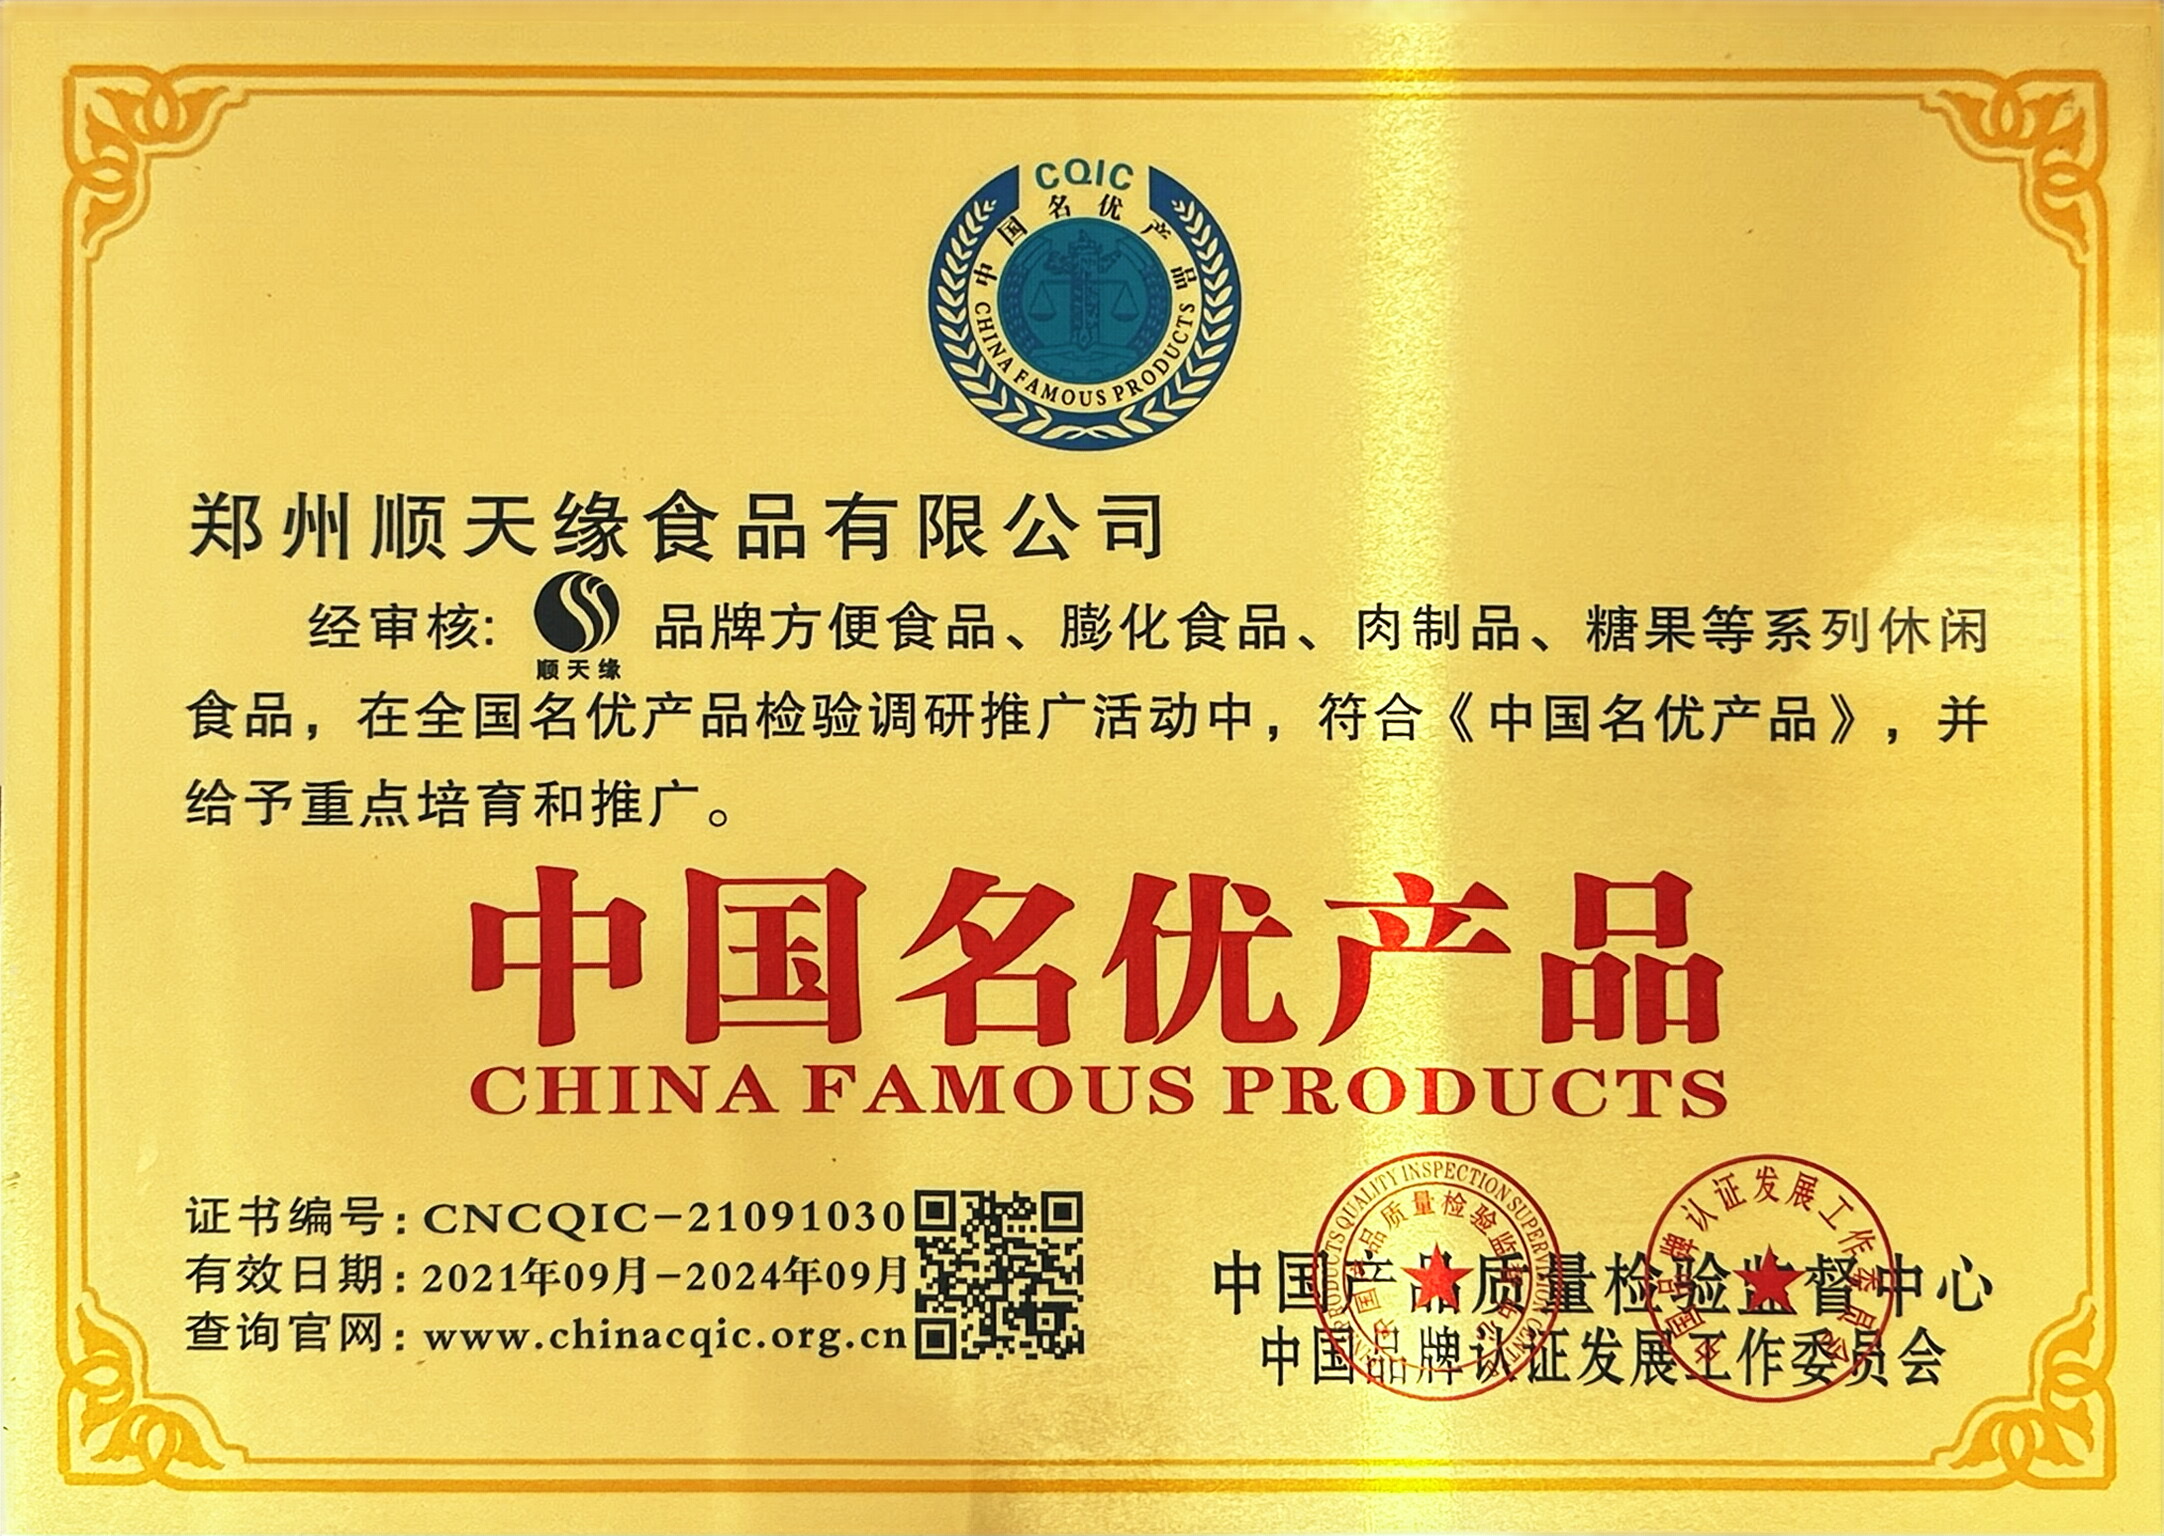 CQIC
中国名优产品
CHINA FAMOUS PRODUCTS
郑州顺天缘食品有限公司
经审核: 顺天缘 品牌方便食品、膨化食品、肉制品、糖果等系列休闲
食品，在全国名优产品检验调研推广活动中，符合《中国名优产品》，并
给予重点培育和推广。
中国名优产品
CHINA FAMOUS PRODUCTS
证书编号: CNCQIC-21091030
有效日期: 2021年09月-2024年09月
查询官网: www.chinacqic.org.cn
中国产品质量检验监督中心
中国品牌认证发展工作委员会